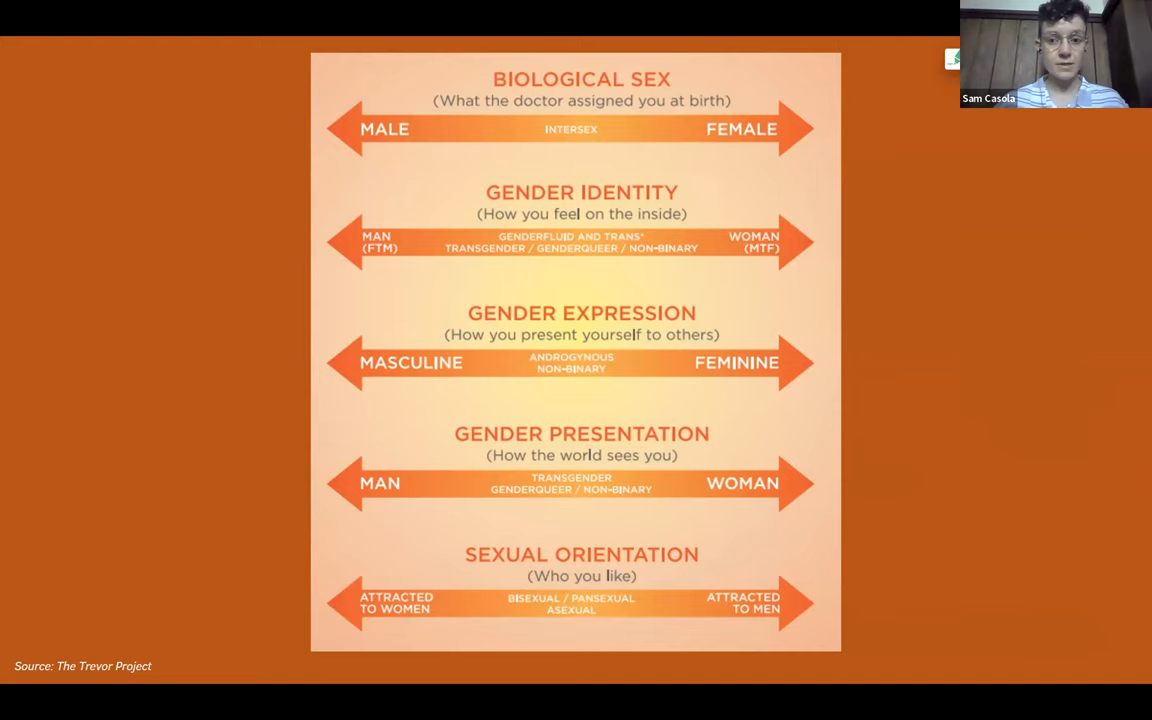 BIOLOGICAL SEX
(What the doctor assigned you at birth)
MALE INTERSEX FEMALE
GENDER IDENTITY
(How you feel on the inside)
MAN GENDERFLUID AND TRANS* WOMAN
(FTM) TRANSGENDER / GENDERQUEER / NON-BINARY (MTF)
GENDER EXPRESSION
(How you present yourself to others)
MASCULINE ANDROGYNOUS FEMININE
NON-BINARY
GENDER PRESENTATION
(How the world sees you)
MAN TRANSGENDER WOMAN
GENDERQUEER / NON-BINARY
SEXUAL ORIENTATION
(Who you like)
ATTRACTED BISEXUAL / PANSEXUAL ATTRACTED
TO WOMEN ASEXUAL TO MEN
Source: The Trevor Project
Sam Casola